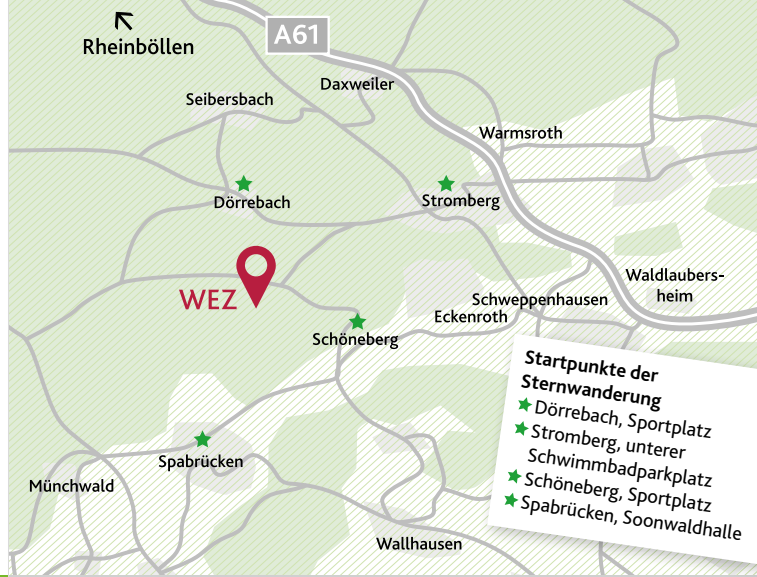 Rheinböllen
A61
Daxweiler
Seibersbach
Warmsroth
Dörrebach
Stromberg
WEZ
Waldlaubers-
heim
Schweppenhausen
Eckenroth
Schöneberg
Startpunkte der
Sternwanderung
Dörrebach, Sportplatz
Stromberg, unterer
Schwimmbadparkplatz
Schöneberg, Sportplatz
Spabrücken, Soonwaldhalle
Spabrücken
Münchwald
Wallhausen